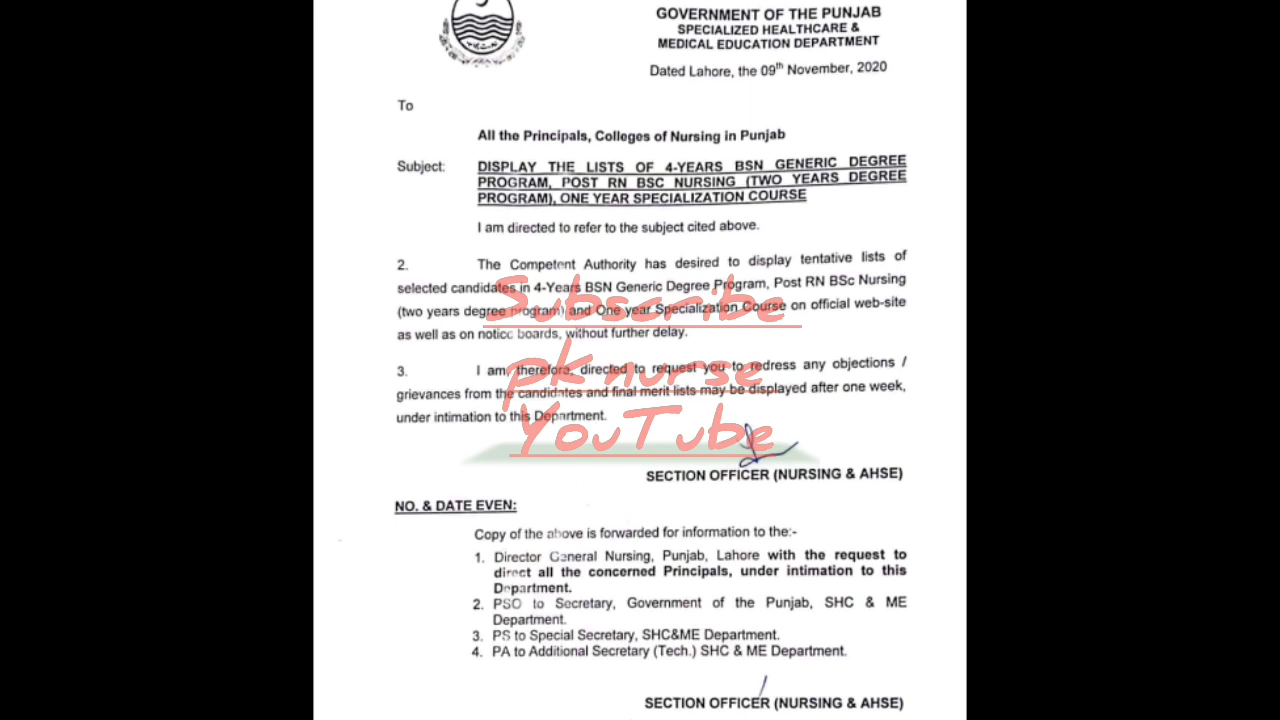 GOVERNMENT OF THE PUNJAB
SPECIALIZED HEALTHCARE &
MEDICAL EDUCATION DEPARTMENT
Dated Lahore, the 09th November, 2020
To
All the Principals, Colleges of Nursing in Punjab
Subject: DISPLAY THE LISTS OF 4-YEARS BSN GENERIC DEGREE
PROGRAM, POST RN BSC NURSING (TWO YEARS DEGREE
PROGRAM), ONE YEAR SPECIALIZATION COURSE
I am directed to refer to the subject cited above.
2. The Competent Authority has desired to display tentative lists of
selected candidates in 4-Years BSN Generic Degree Program, Post RN BSc Nursing
(two years degree program) and One year Specialization Course on official web-site
as well as on notice boards, without further delay.
3. I am, therefore, directed to request you to redress any objections /
grievances from the candidates and final merit lists may be displayed after one week,
under intimation to this Department.
Subscribe
pk nurse
YouTube
SECTION OFFICER (NURSING & AHSE)
NO. & DATE EVEN:
Copy of the above is forwarded for information to the:-
1. Director General Nursing, Punjab, Lahore with the request to
direct all the concerned Principals, under intimation to this
Department.
2. PSO to Secretary, Government of the Punjab, SHC & ME
Department.
3. PS to Special Secretary, SHC&ME Department.
4. PA to Additional Secretary (Tech.) SHC & ME Department.
SECTION OFFICER (NURSING & AHSE)